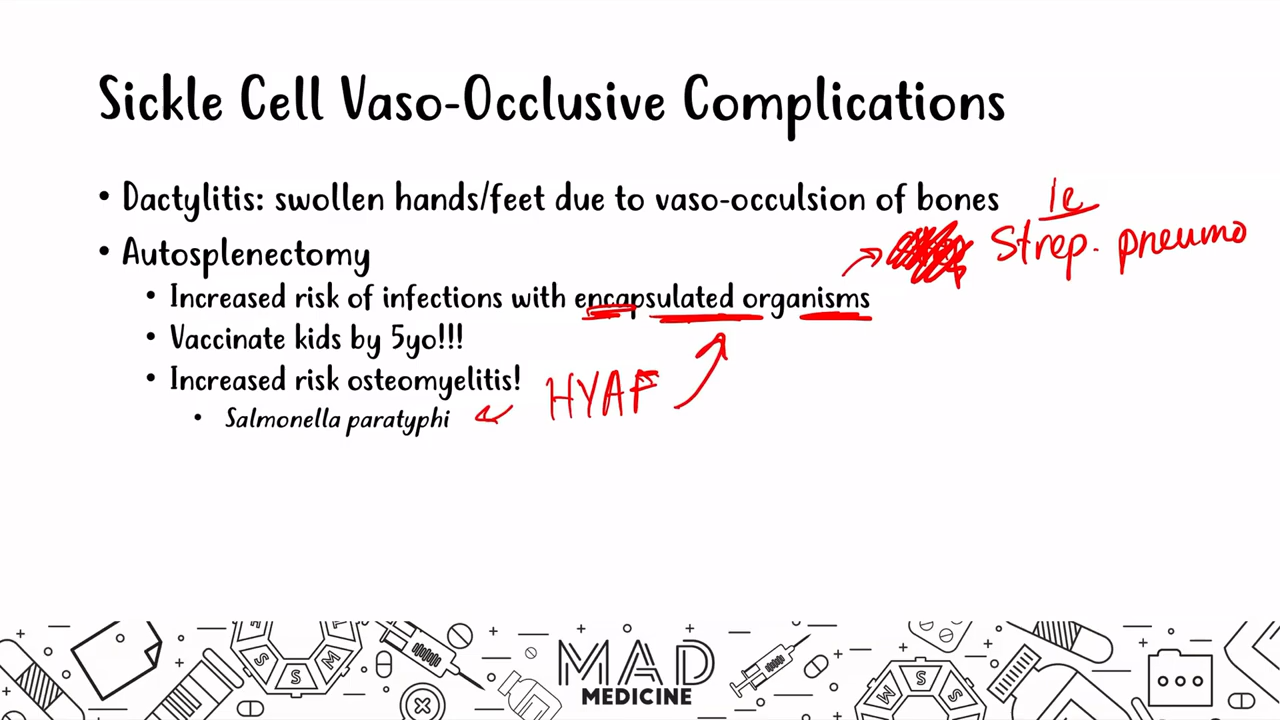 Sickle Cell Vaso-Occlusive Complications
• Dactylitis: swollen hands/feet due to vaso-occulsion of bones
ie
Strep. pneumo
• Autosplenectomy
• Increased risk of infections with encapsulated organisms
• Vaccinate kids by 5yo!!!
• Increased risk osteomyelitis!
HYAF
• Salmonella paratyphi
S S M
MAD
MEDICINE
M S S